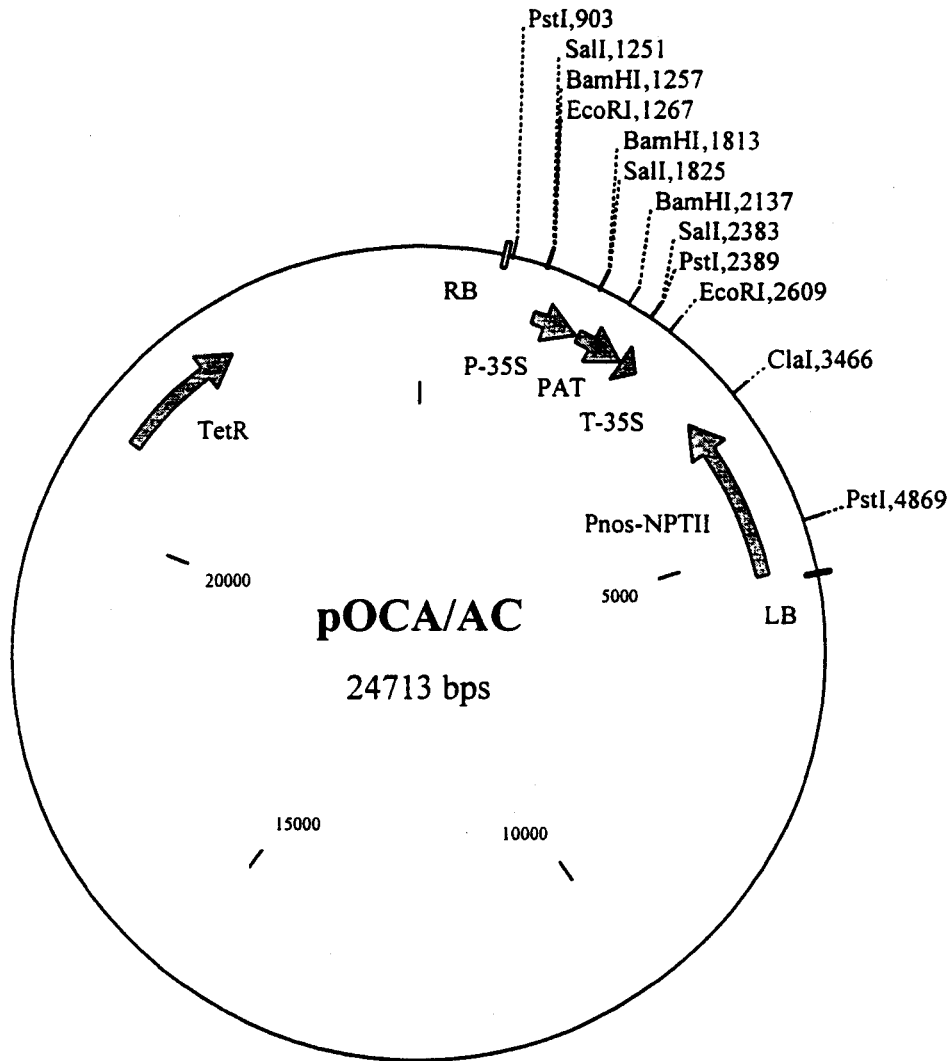 PstI,903
SalI,1251
BamHI,1257
EcoRI,1267
BamHI,1813
SalI,1825
BamHI,2137
SalI,2383
PstI,2389
EcoRI,2609
RB
P-35S
PAT
T-35S
ClaI,3466
TetR
Pnos-NPTII
PstI,4869
20000
5000
LB
pOCA/AC
24713 bps
15000
10000